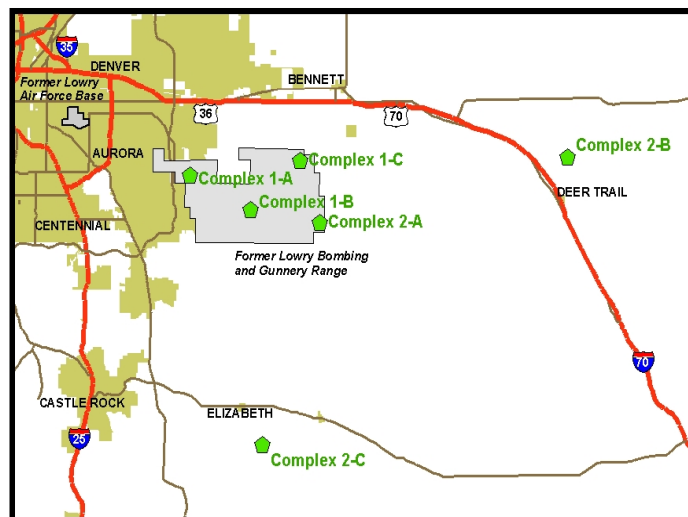 35
DENVER
BENNETT
Former Lowry
Air Force Base
36
70
AURORA
Complex 1-C
Complex 2-B
Complex 1-A
DEER TRAIL
Complex 1-B
CENTENNIAL
Complex 2-A
Former Lowry Bombing
and Gunnery Range
70
CASTLE ROCK
ELIZABETH
25
Complex 2-C